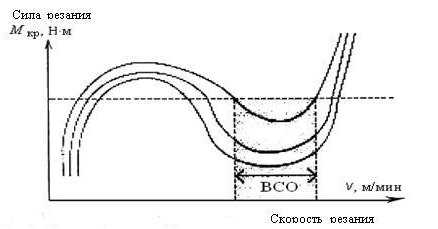 Сила резания
M кр, Н·м
ВСО
v, м/мин
Скорость резания